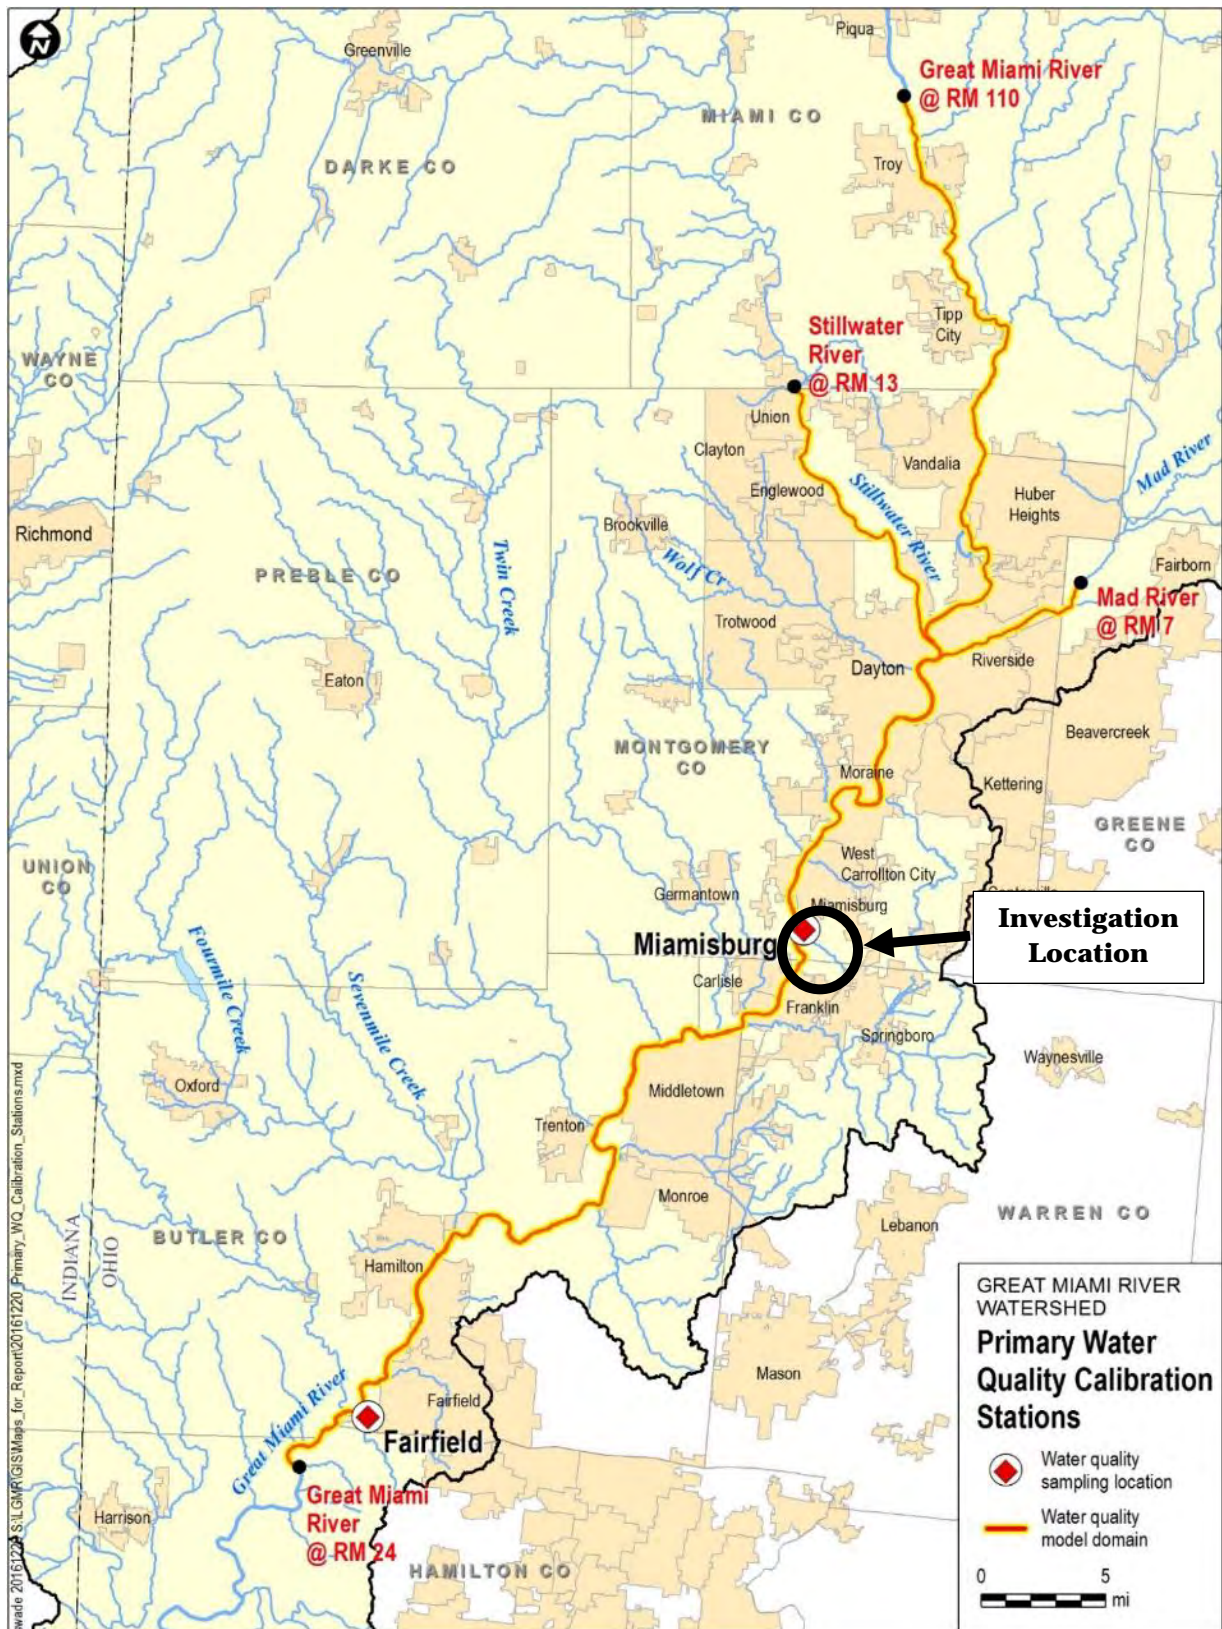 N
Piqua
Greenville
Great Miami River
@ RM 110
MIAMI CO
DARKE CO
Troy
Tipp
City
Stillwater
River
@ RM 13
WAYNE
CO
Union
Clayton
Vandalia
Mad River
Englewood
Stillwater River
Huber
Heights
Richmond
Brookville
Twin Creek
Wolf Cr
Fairborn
PREBLE CO
Mad River
@ RM 7
Trotwood
Riverside
Dayton
Eaton
Beavercreek
MONTGOMERY
CO
Moraine
Kettering
GREENE
CO
UNION
CO
West
Carrollton City
Germantown
Miamisburg
Investigation
Location
Miamisburg
Fourmile Creek
Sevenmile Creek
Carlisle
Franklin
Springboro
Waynesville
Oxford
Middletown
Trenton
Monroe
Lebanon
WARREN CO
BUTLER CO
INDIANA
OHIO
Hamilton
Mason
Great Miami River
Fairfield
Fairfield
Great Miami
River
@ RM 24
Harrison
HAMILTON CO
GREAT MIAMI RIVER
WATERSHED
Primary Water
Quality Calibration
Stations
Water quality
sampling location
Water quality
model domain
0 5
mi
S:\LGMR\GIS\Maps_for_Report\20161220_Primary_WQ_Calibration_Stations.mxd